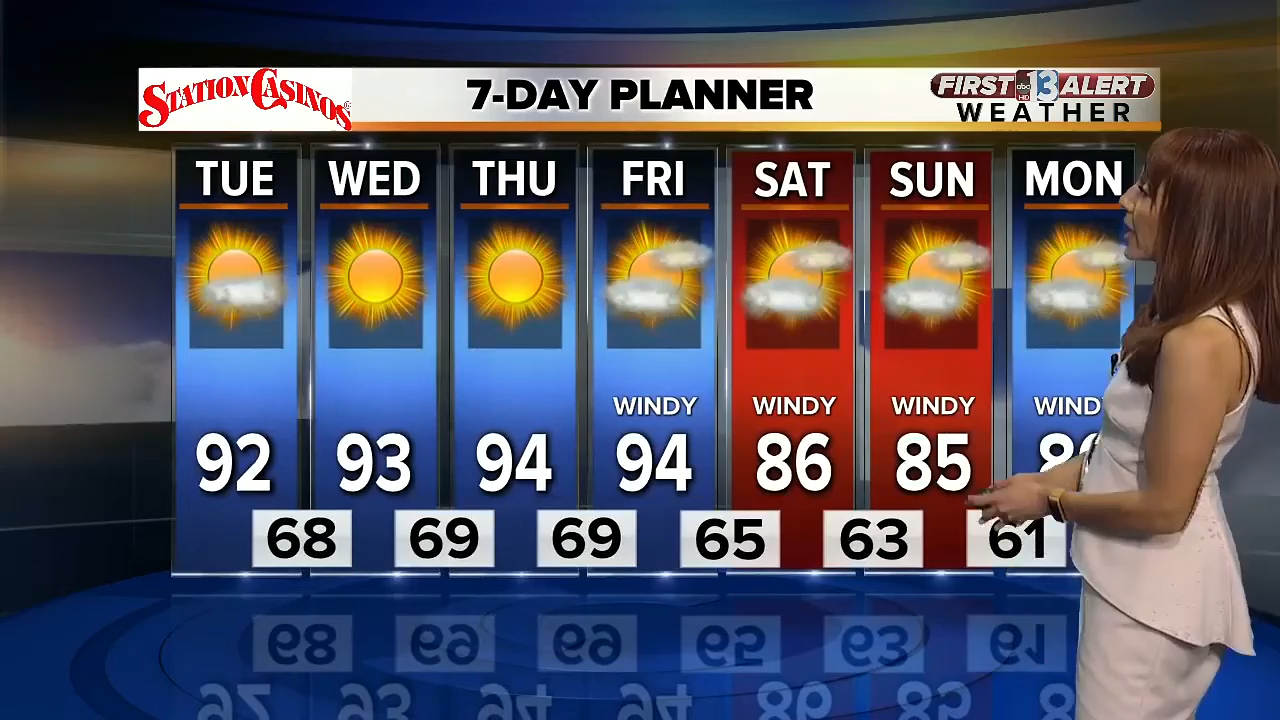 STATION CASINOS
7-DAY PLANNER
FIRST abc HD 13 ALERT
WEATHER
TUE WED THU FRI SAT SUN MON
WINDY WINDY WINDY
92 93 94 94 86 85
68 69 69 65 63 61